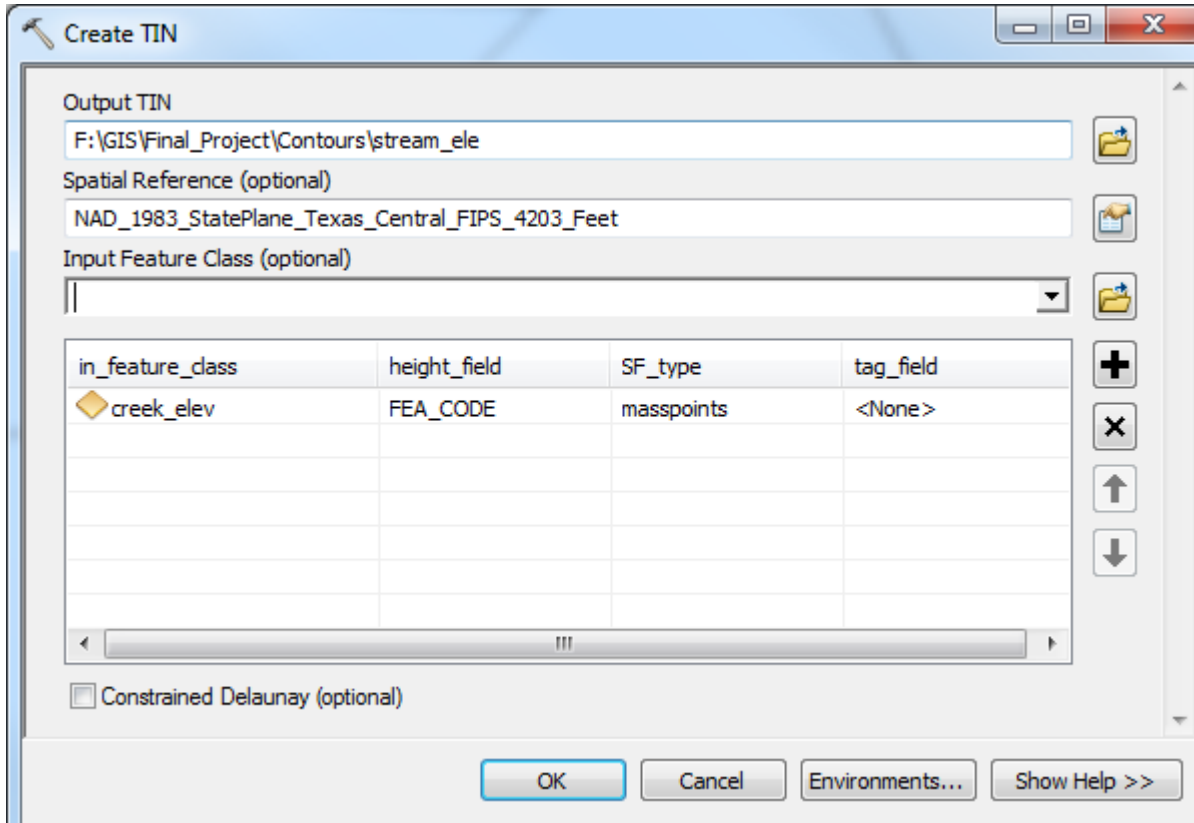 Create TIN
Output TIN
F:\GIS\Final_Project\Contours\stream_ele
Spatial Reference (optional)
NAD_1983_StatePlane_Texas_Central_FIPS_4203_Feet
Input Feature Class (optional)
in_feature_class height_field SF_type tag_field
creek_elev FEA_CODE masspoints <None>
Constrained Delaunay (optional)
OK Cancel Environments... Show Help >>